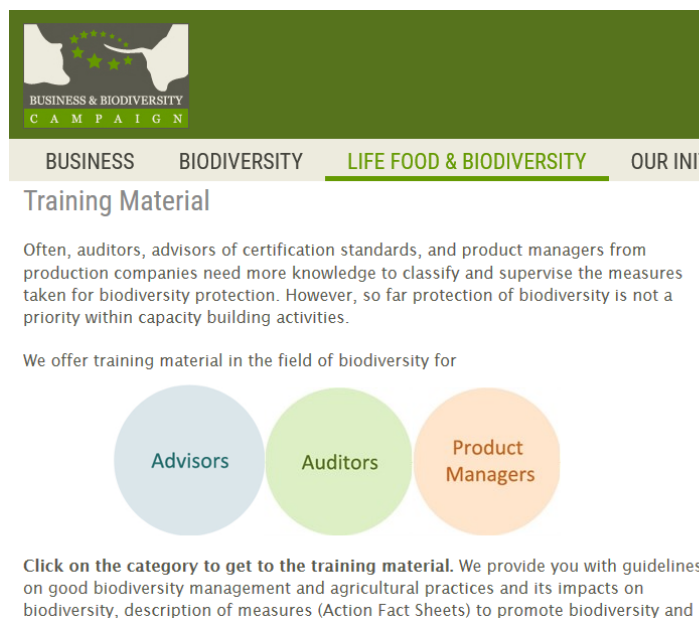 BUSINESS & BIODIVERSITY
CAMPAIGN
BUSINESS BIODIVERSITY LIFE FOOD & BIODIVERSITY OUR INI
Training Material
Often, auditors, advisors of certification standards, and product managers from
production companies need more knowledge to classify and supervise the measures
taken for biodiversity protection. However, so far protection of biodiversity is not a
priority within capacity building activities.
We offer training material in the field of biodiversity for
Advisors
Auditors
Product
Managers
Click on the category to get to the training material. We provide you with guidelines
on good biodiversity management and agricultural practices and its impacts on
biodiversity, description of measures (Action Fact Sheets) to promote biodiversity and